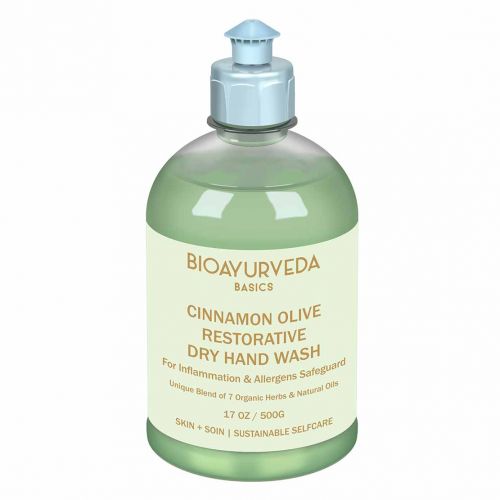 BIOAYURVEDA
BASICS
CINNAMON OLIVE
RESTORATIVE
DRY HAND WASH
For Inflammation & Allergens Safeguard
Unique Blend of 7 Organic Herbs & Natural Oils
17 OZ / 500G
SKIN + SOIN | SUSTAINABLE SELFCARE